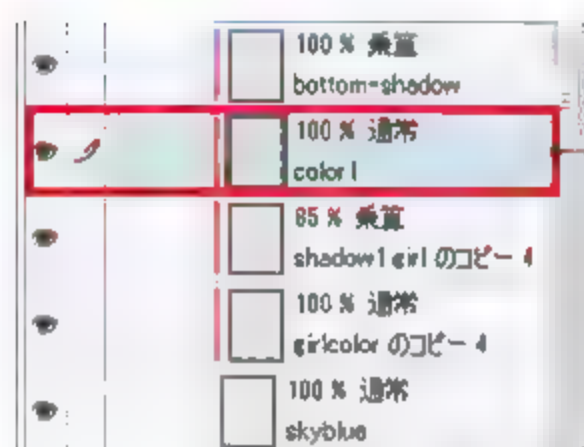 100 % 乗算
bottom-shadow
100 % 通常
color1
85 % 乗算
shadow1 girl のコピー 4
100 % 通常
girlcolor のコピー 4
100 % 通常
skyblue